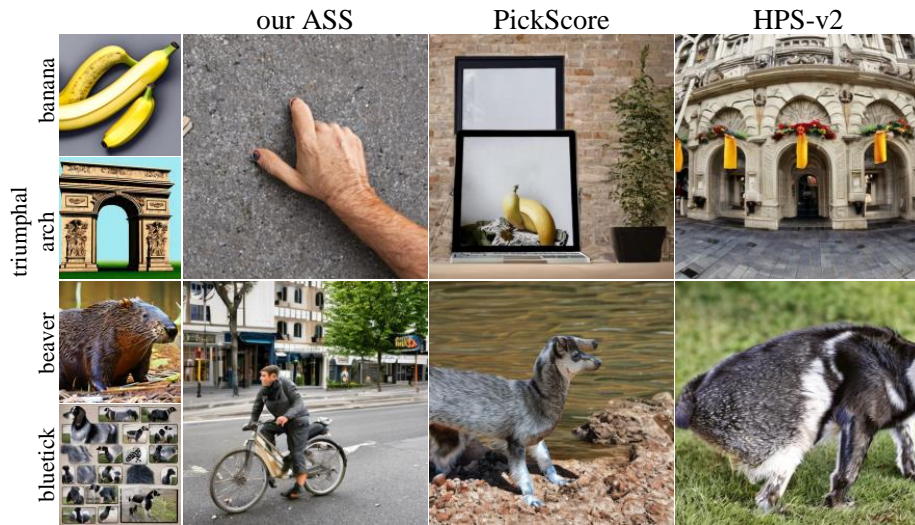 our ASS PickScore HPS-v2
banana
triumphal
arch
beaver
bluetick